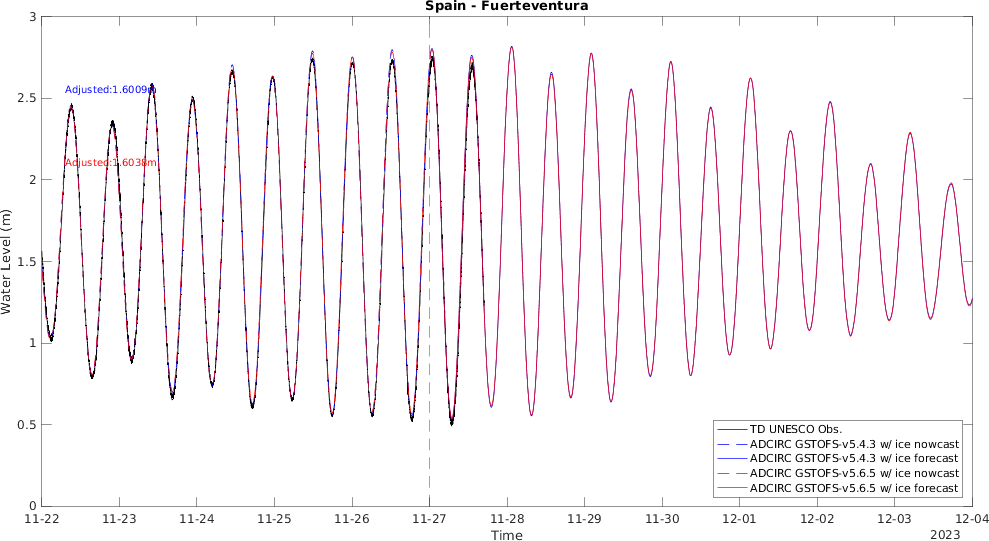 Spain - Fuerteventura
3
2.5
2
1.5
1
0.5
0
Water Level (m)
Adjusted:1.6009m
Adjusted:1.6038m
TD UNESCO Obs.
ADCIRC GSTOFS-v5.4.3 w/ ice nowcast
ADCIRC GSTOFS-v5.4.3 w/ ice forecast
ADCIRC GSTOFS-v5.6.5 w/ ice nowcast
ADCIRC GSTOFS-v5.6.5 w/ ice forecast
11-22 11-23 11-24 11-25 11-26 11-27 11-28 11-29 11-30 12-01 12-02 12-03 12-04
Time
2023